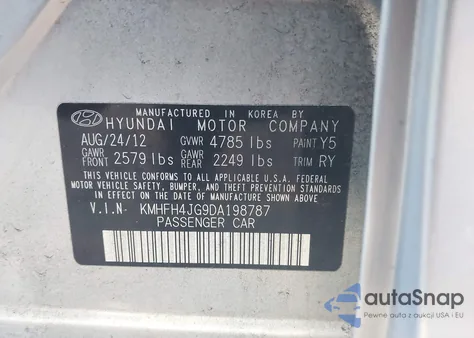 MANUFACTURED IN KOREA BY
HYUNDAI MOTOR COMPANY
AUG/24/12 GVWR 4785 lbs PAINT Y5
GAWR FRONT 2579 lbs GAWR REAR 2249 lbs TRIM RY
THIS VEHICLE CONFORMS TO ALL APPLICABLE U.S.A. FEDERAL
MOTOR VEHICLE SAFETY, BUMPER, AND THEFT PREVENTION STANDARDS
IN EFFECT ON THE DATE OF MANUFACTURE SHOWN ABOVE.
V.I.N- KMHFH4JG9DA198787
PASSENGER CAR
autoSnap
Pewne auta z aukcji USA i EU